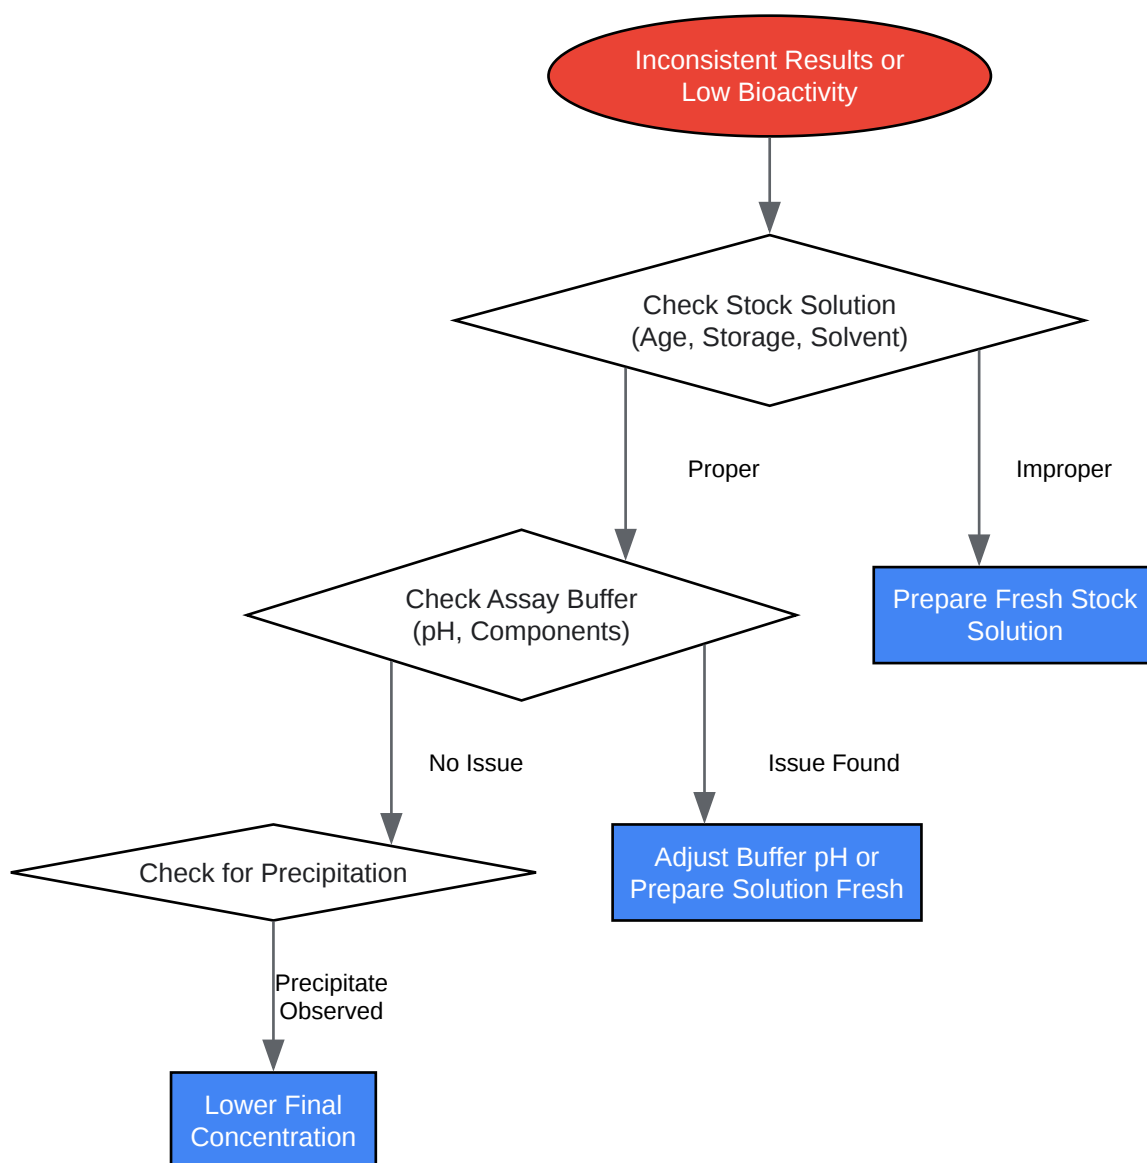 Inconsistent Results or
Low Bioactivity
Check Stock Solution
(Age, Storage, Solvent)
Proper
Improper
Check Assay Buffer
(pH, Components)
Prepare Fresh Stock
Solution
No Issue
Issue Found
Check for Precipitation
Adjust Buffer pH or
Prepare Solution Fresh
Precipitate
Observed
Lower Final
Concentration